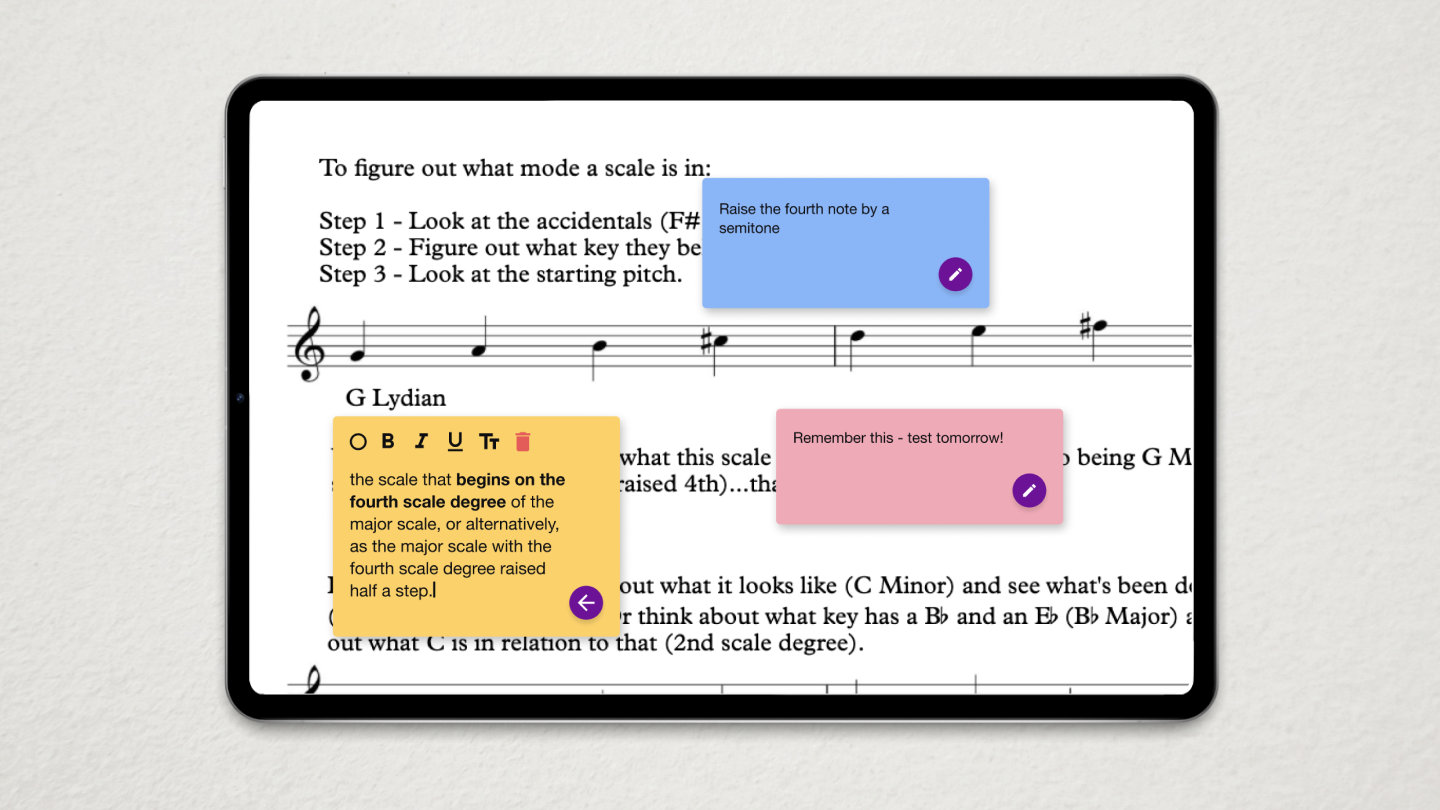 To figure out what mode a scale is in:
Step 1 - Look at the accidentals (F#
Step 2 - Figure out what key they be
Step 3 - Look at the starting pitch.
Raise the fourth note by a
semitone
G Lydian
B I U TT
the scale that begins on the
fourth scale degree of the
major scale, or alternatively,
as the major scale with the
fourth scale degree raised
half a step.
Remember this - test tomorrow!
what this scale
being G M
raised 4th)...tha
out what it looks like (C Minor) and see what's been de
r think about what key has a B♭ and an E♭ (B♭ Major) a
out what C is in relation to that (2nd scale degree).